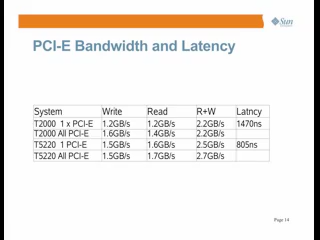 Sun
PCI-E Bandwidth and Latency
System Write Read R+W Latncy
T2000 1 x PCI-E 1.2GB/s 1.2GB/s 2.2GB/s 1470ns
T2000 All PCI-E 1.6GB/s 1.4GB/s 2.2GB/s
T5220 1 PCI-E 1.5GB/s 1.6GB/s 2.5GB/s 805ns
T5220 All PCI-E 1.5GB/s 1.7GB/s 2.7GB/s
Page 14